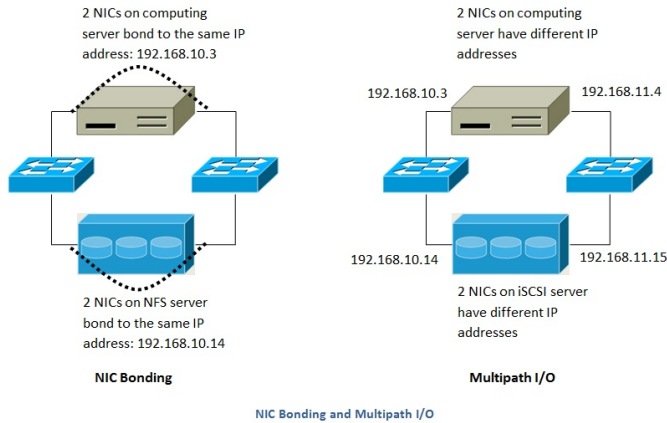 2 NICs on computing
server bond to the same IP
address: 192.168.10.3
2 NICs on NFS server
bond to the same IP
address: 192.168.10.14
NIC Bonding
2 NICs on computing
server have different IP
addresses
192.168.10.3
192.168.11.4
192.168.10.14
192.168.11.15
2 NICs on iSCSI server
have different IP
addresses
Multipath I/O
NIC Bonding and Multipath I/O